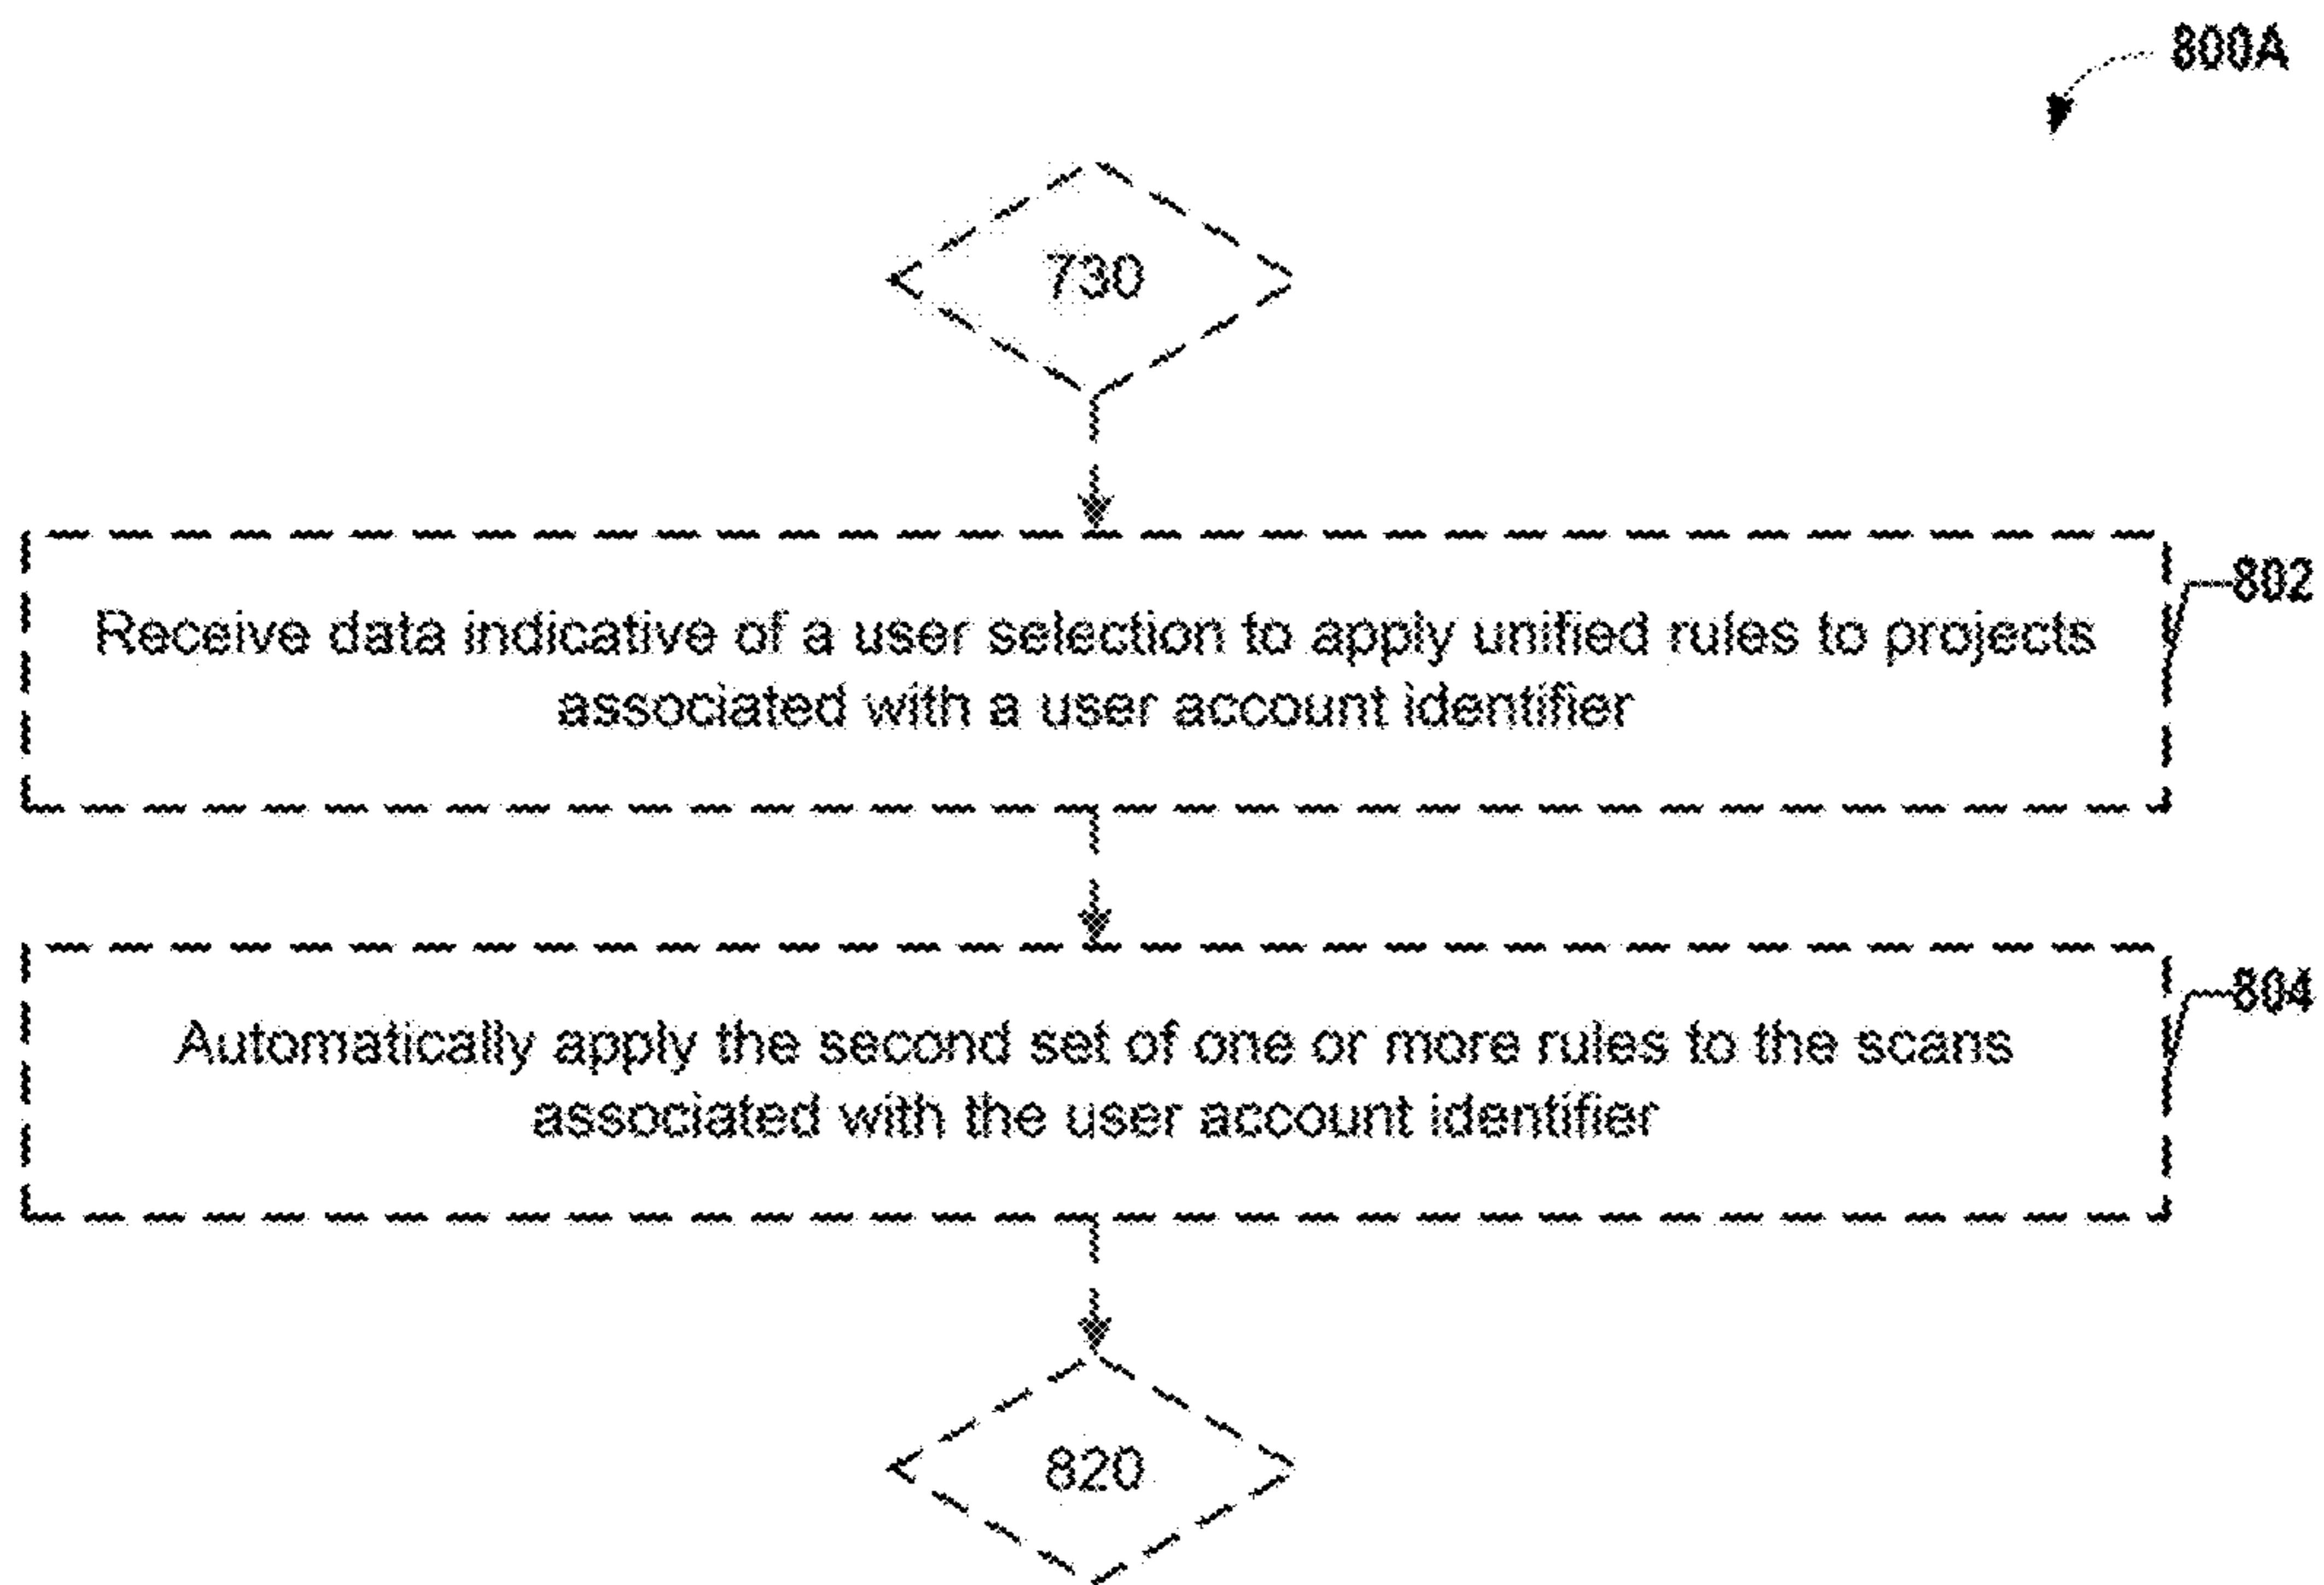 800A
730
802
Receive data indicative of a user selection to apply unified rules to projects
associated with a user account identifier
804
Automatically apply the second set of one or more rules to the scans
associated with the user account identifier
820